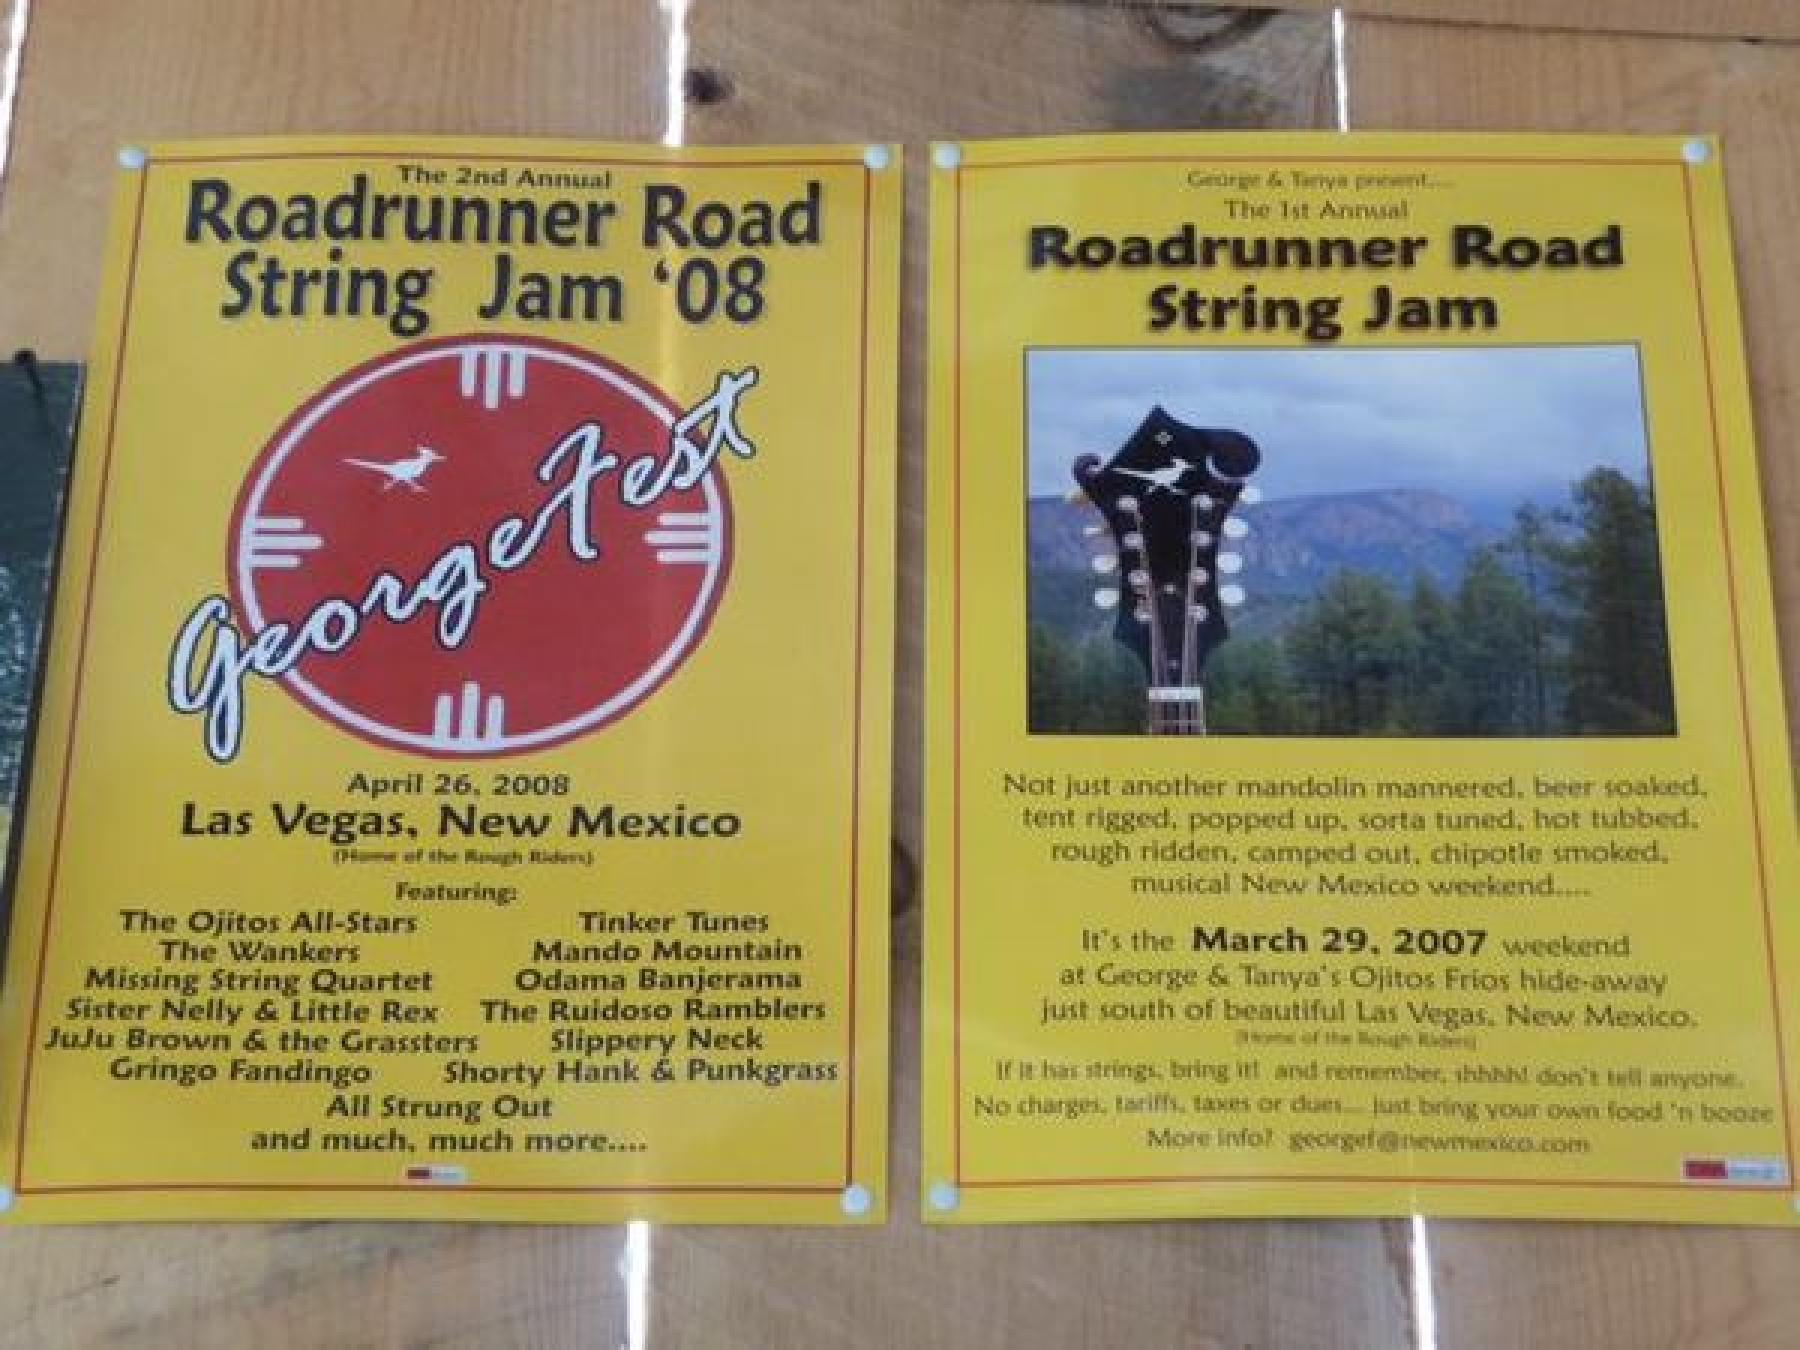 The 2nd Annual
Roadrunner Road
String Jam ‘08
GeorgeFest
April 26, 2008
Las Vegas, New Mexico
(Home of the Rough Riders)
Featuring:
The Ojitos All-Stars
Tinker Tunes
The Wankers
Mando Mountain
Missing String Quartet
Odama Banjerama
Sister Nelly & Little Rex
The Ruidoso Ramblers
JuJu Brown & the Grassters
Slippery Neck
Gringo Fandingo
Shorty Hank & Punkgrass
All Strung Out
and much, much more....
George & Tanya present....
The 1st Annual
Roadrunner Road
String Jam
Not just another mandolin mannered, beer soaked,
tent rigged, popped up, sorta tuned, hot tubbed,
rough ridden, camped out, chipotle smoked,
musical New Mexico weekend....
It's the March 29, 2007 weekend
at George & Tanya's Ojitos Frios hide-away
just south of beautiful Las Vegas, New Mexico.
(Home of the Rough Riders)
If it has strings, bring it! and remember, shhhh! don't tell anyone.
No charges, tariffs, taxes or dues... just bring your own food 'n booze
More info? georgef@newmexico.com